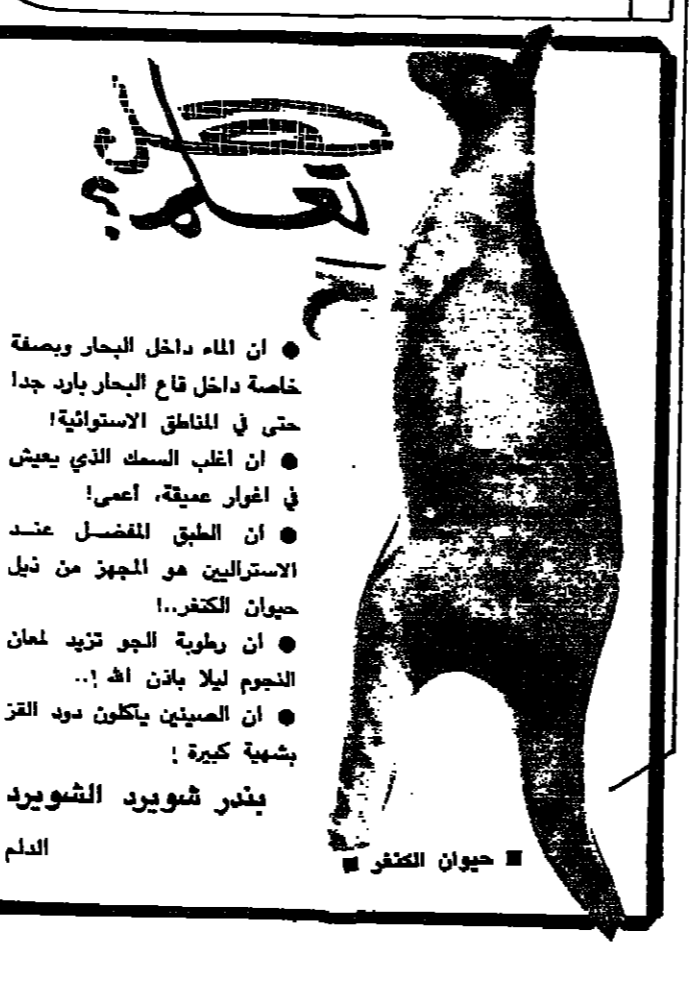 هل
تعلم؟
● ان الماء داخل البحار وبصفة
خاصة داخل قاع البحار بارد جدا
حتى في المناطق الاستوائية!
● ان أغلب السمك الذي يعيش
في اغوار عميقة، أعمى!
● ان الطبق المفضل عند
الاستراليين هو المجهز من ذيل
حيوان الكنغر..!
● ان رطوبة الجو تزيد لمعان
النجوم ليلا باذن الله !..
● ان الصينين يأكلون دود القز
بشهية كبيرة !
بندر شويرد الشويرد
الدلم
■ حيوان الكنغر ■